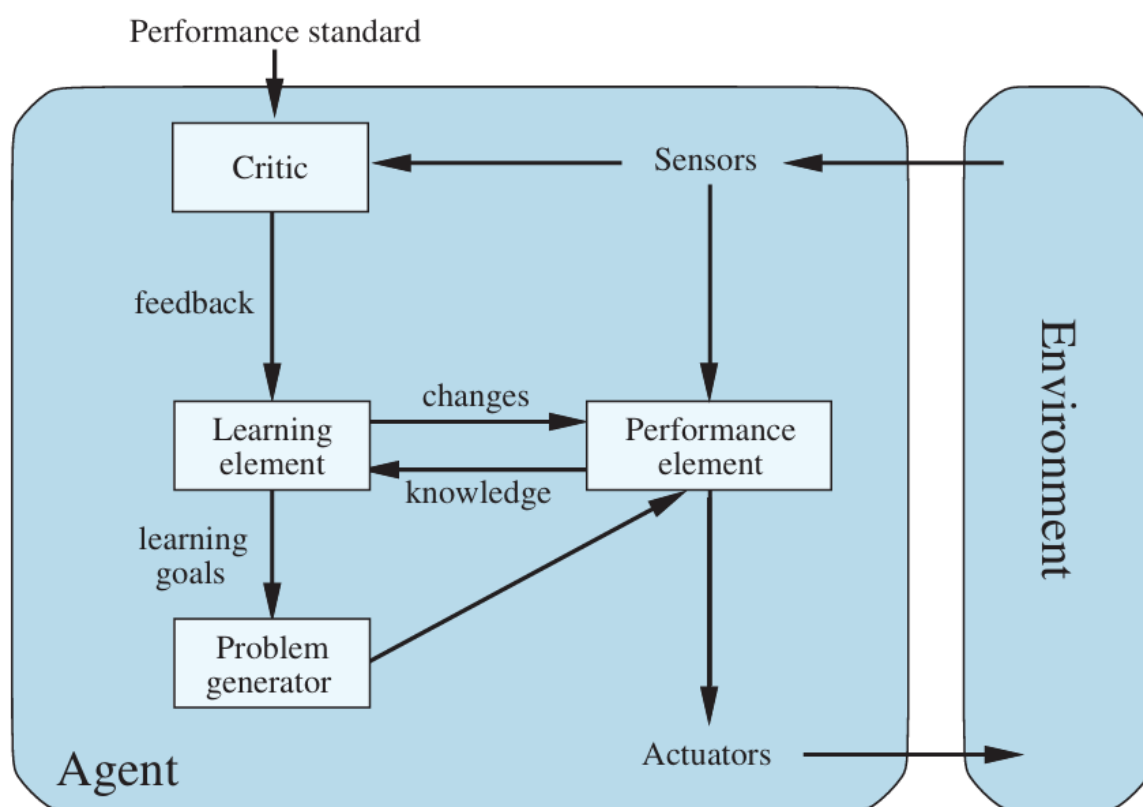 Performance standard
Critic
Sensors
feedback
changes
Learning
element
Performance
element
knowledge
learning
goals
Problem
generator
Agent
Actuators
Environment